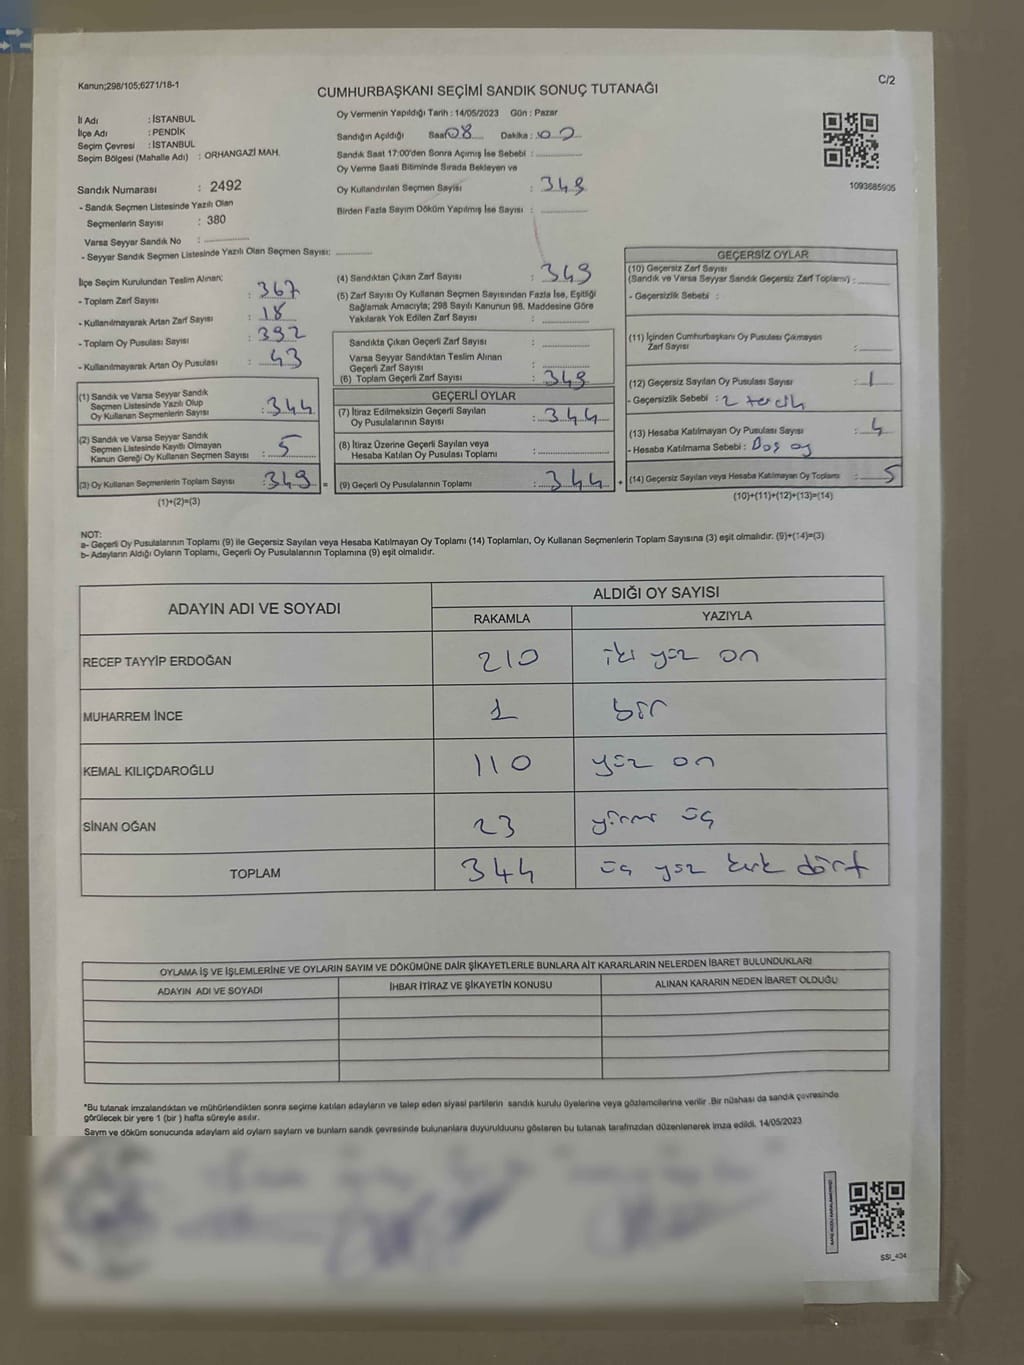 Kanun;298/105;6271/18-1
C/2
CUMHURBAŞKANI SEÇİMİ SANDIK SONUÇ TUTANAĞI
İl Adı : İSTANBUL
İlçe Adı : PENDİK
Seçim Çevresi : İSTANBUL
Seçim Bölgesi (Mahalle Adı) : ORHANGAZİ MAH.
Sandık Numarası : 2492
- Sandık Seçmen Listesinde Yazılı Olan
Seçmenlerin Sayısı : 380
Varsa Seyyar Sandık No : ..............
- Seyyar Sandık Seçmen Listesinde Yazılı Olan Seçmen Sayısı: ............
Oy Vermenin Yapıldığı Tarih : 14/05/2023 Gün : Pazar
Sandığın Açıldığı Saat 08 Dakika : 00
Sandık Saat 17:00'den Sonra Açımış İse Sebebi : ..............
Oy Verme Saati Bitiminde Sırada Bekleyen ve
Oy Kullandırılan Seçmen Sayısı : 349
Birden Fazla Sayım Döküm Yapılmış İse Sayısı : ..............
1093685905
İlçe Seçim Kurulundan Teslim Alınan:
- Toplam Zarf Sayısı : 367
- Kullanılmayarak Artan Zarf Sayısı : 18
- Toplam Oy Pusulası Sayısı : 392
- Kullanılmayarak Artan Oy Pusulası : 43
(1) Sandık ve Varsa Seyyar Sandık
Seçmen Listesinde Yazılı Olup
Oy Kullanan Seçmenlerin Sayısı : 344
(2) Sandık ve Varsa Seyyar Sandık
Seçmen Listesinde Kayıtlı Olmayan
Kanun Gereği Oy Kullanan Seçmen Sayısı : 5
(3) Oy Kullanan Seçmenlerin Toplam Sayısı : 349 =
(1)+(2)=(3)
(4) Sandıktan Çıkan Zarf Sayısı : 349
(5) Zarf Sayısı Oy Kullanan Seçmen Sayısından Fazla İse, Eşitliği
Sağlamak Amacıyla; 298 Sayılı Kanunun 98. Maddesine Göre
Yakılarak Yok Edilen Zarf Sayısı : ..............
Sandıkta Çıkan Geçerli Zarf Sayısı : ..............
Varsa Seyyar Sandıktan Teslim Alınan
Geçerli Zarf Sayısı : ..............
(6) Toplam Geçerli Zarf Sayısı : 349
GEÇERLİ OYLAR
(7) İtiraz Edilmeksizin Geçerli Sayılan
Oy Pusulalarının Sayısı : 344
(8) İtiraz Üzerine Geçerli Sayılan veya
Hesaba Katılan Oy Pusulası Toplamı : ..............
(9) Geçerli Oy Pusulalarının Toplamı : 344 +
GEÇERSİZ OYLAR
(10) Geçersiz Zarf Sayısı
(Sandık ve Varsa Seyyar Sandık Geçersiz Zarf Toplamı) : ........
- Geçersizlik Sebebi :
(11) İçinden Cumhurbaşkanı Oy Pusulası Çıkmayan
Zarf Sayısı : ........
(12) Geçersiz Sayılan Oy Pusulası Sayısı : 1
- Geçersizlik Sebebi : 2 tercih
(13) Hesaba Katılmayan Oy Pusulası Sayısı : 4
- Hesaba Katılmama Sebebi : Boş oy
(14) Geçersiz Sayılan veya Hesaba Katılmayan Oy Toplamı : 5
(10)+(11)+(12)+(13)=(14)
NOT:
a- Geçerli Oy Pusulalarının Toplamı (9) ile Geçersiz Sayılan veya Hesaba Katılmayan Oy Toplamı (14) Toplamları, Oy Kullanan Seçmenlerin Toplam Sayısına (3) eşit olmalıdır. (9)+(14)=(3)
b- Adayların Aldığı Oyların Toplamı, Geçerli Oy Pusulalarının Toplamına (9) eşit olmalıdır.
ADAYIN ADI VE SOYADI ALDIĞI OY SAYISI
RAKAMLA YAZIYLA
RECEP TAYYİP ERDOĞAN 210 iki yüz on
MUHARREM İNCE 1 bir
KEMAL KILIÇDAROĞLU 110 yüz on
SİNAN OĞAN 23 yirmi üç
TOPLAM 344 üç yüz kırk dört
OYLAMA İŞ VE İŞLEMLERİNE VE OYLARIN SAYIM VE DÖKÜMÜNE DAİR ŞİKAYETLERLE BUNLARA AİT KARARLARIN NELERDEN İBARET BULUNDUKLARI
ADAYIN ADI VE SOYADI İHBAR İTİRAZ VE ŞİKAYETİN KONUSU ALINAN KARARIN NEDEN İBARET OLDUĞU
*Bu tutanak imzalandıktan ve mühürlendikten sonra seçime katılan adayların ve talep eden siyasi partilerin sandık kurulu üyelerine veya gözlemcilerine verilir .Bir nüshası da sandık çevresinde
görülecek bir yere 1 (bir ) hafta süreyle asılır.
Sayım ve döküm sonucunda adaylam ald oylarn saylarn ve bunlarn sandk çevresinde bulunanlara duyurulduunu gösteren bu tutanak tarafmzdan düzenlenerek imza edildi. 14/05/2023
SSI_434